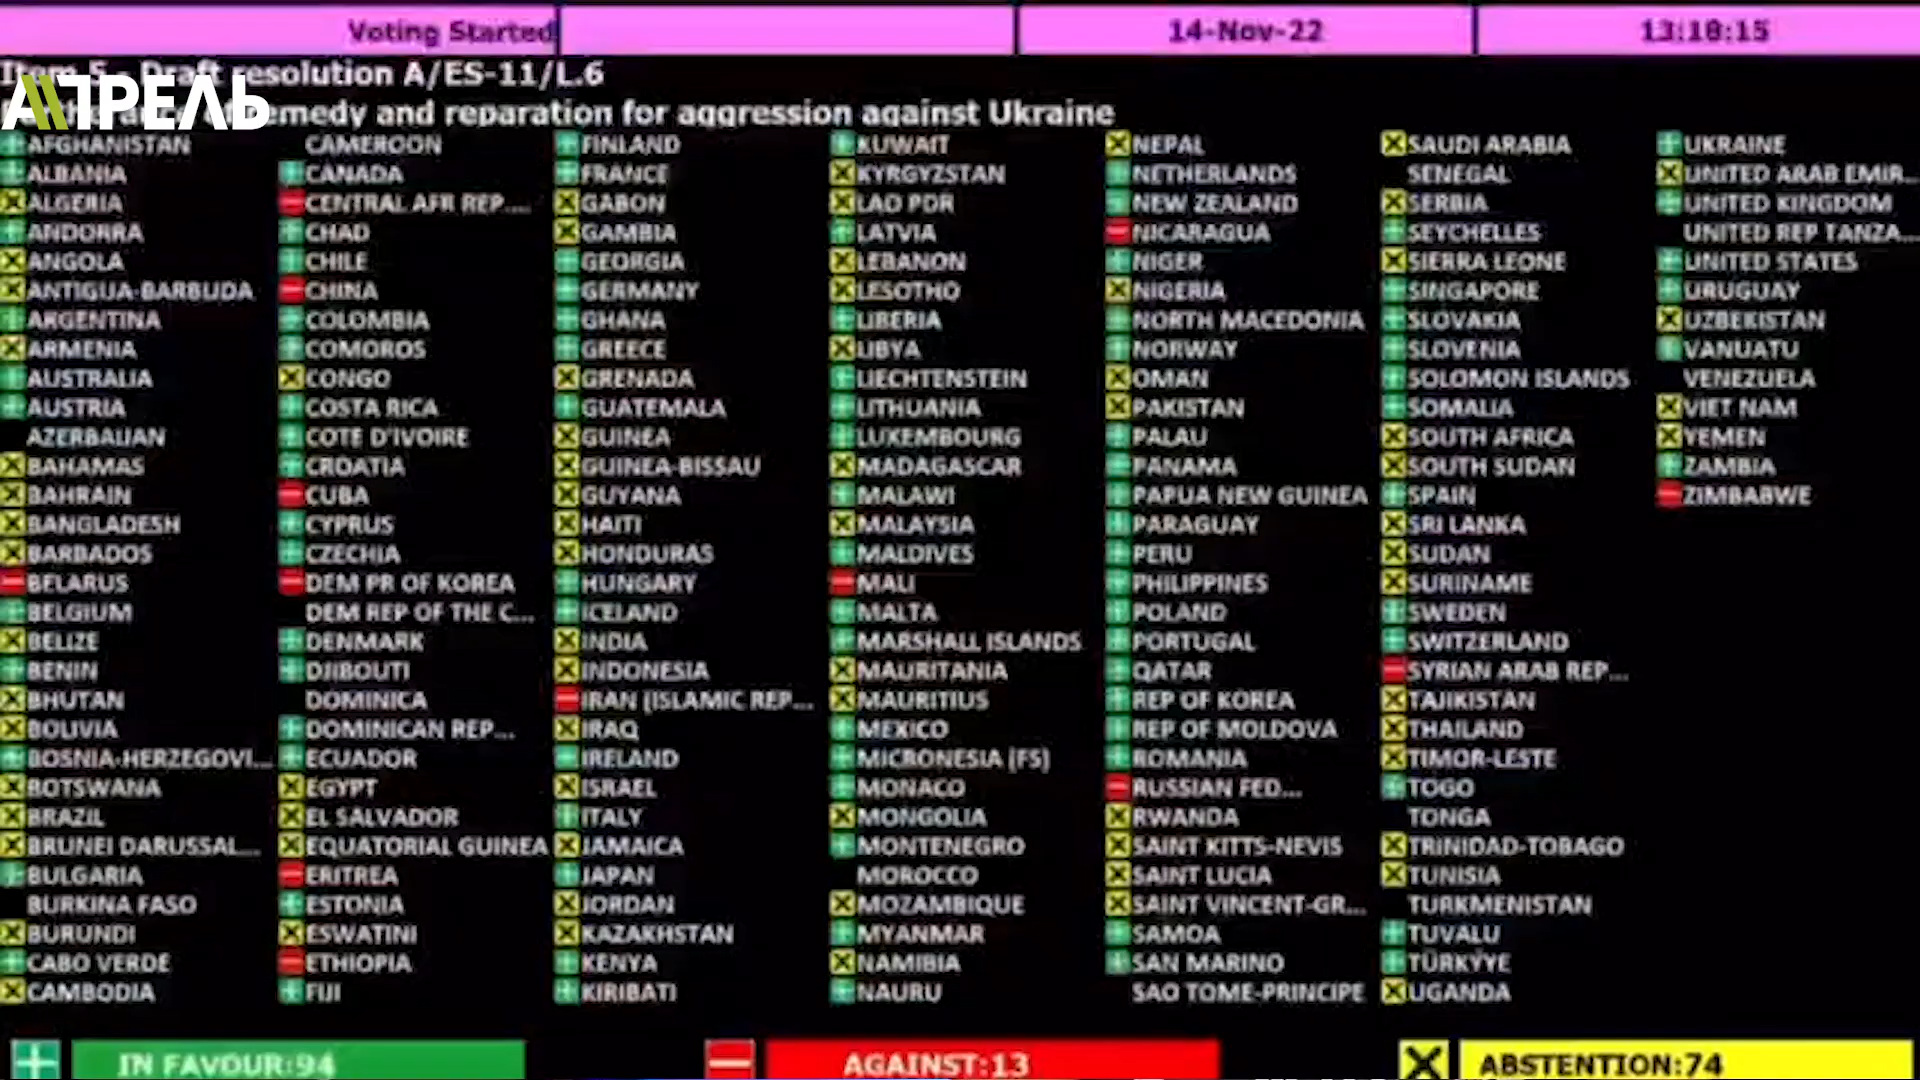 Voting Started 14-Nov-22 13:18:15
Item 5 - Draft resolution A/ES-11/L.6
АПРЕЛЬ
remedy and reparation for aggression against Ukraine
AFGHANISTAN CAMEROON FINLAND KUWAIT NEPAL SAUDI ARABIA UKRAINE
ALBANIA CANADA FRANCE KYRGYZSTAN NETHERLANDS SENEGAL UNITED ARAB EMIR...
ALGERIA CENTRAL AFR REP.... GABON LAO PDR NEW ZEALAND SERBIA UNITED KINGDOM
ANDORRA CHAD GAMBIA LATVIA NICARAGUA SEYCHELLES UNITED REP TANZA...
ANGOLA CHILE GEORGIA LEBANON NIGER SIERRA LEONE UNITED STATES
ANTIGUA-BARBUDA CHINA GERMANY LESOTHO NIGERIA SINGAPORE URUGUAY
ARGENTINA COLOMBIA GHANA LIBERIA NORTH MACEDONIA SLOVAKIA UZBEKISTAN
ARMENIA COMOROS GREECE LIBYA NORWAY SLOVENIA VANUATU
AUSTRALIA CONGO GRENADA LIECHTENSTEIN OMAN SOLOMON ISLANDS VENEZUELA
AUSTRIA COSTA RICA GUATEMALA LITHUANIA PAKISTAN SOMALIA VIET NAM
AZERBAIJAN COTE D'IVOIRE GUINEA LUXEMBOURG PALAU SOUTH AFRICA YEMEN
BAHAMAS CROATIA GUINEA-BISSAU MADAGASCAR PANAMA SOUTH SUDAN ZAMBIA
BAHRAIN CUBA GUYANA MALAWI PAPUA NEW GUINEA SPAIN ZIMBABWE
BANGLADESH CYPRUS HAITI MALAYSIA PARAGUAY SRI LANKA
BARBADOS CZECHIA HONDURAS MALDIVES PERU SUDAN
BELARUS DEM PR OF KOREA HUNGARY MALI PHILIPPINES SURINAME
BELGIUM DEM REP OF THE C... ICELAND MALTA POLAND SWEDEN
BELIZE DENMARK INDIA MARSHALL ISLANDS PORTUGAL SWITZERLAND
BENIN DJIBOUTI INDONESIA MAURITANIA QATAR SYRIAN ARAB REP...
BHUTAN DOMINICA IRAN (ISLAMIC REP... MAURITIUS REP OF KOREA TAJIKISTAN
BOLIVIA DOMINICAN REP... IRAQ MEXICO REP OF MOLDOVA THAILAND
BOSNIA-HERZEGOVI... ECUADOR IRELAND MICRONESIA (FS) ROMANIA TIMOR-LESTE
BOTSWANA EGYPT ISRAEL MONACO RUSSIAN FED... TOGO
BRAZIL EL SALVADOR ITALY MONGOLIA RWANDA TONGA
BRUNEI DARUSSAL... EQUATORIAL GUINEA JAMAICA MONTENEGRO SAINT KITTS-NEVIS TRINIDAD-TOBAGO
BULGARIA ERITREA JAPAN MOROCCO SAINT LUCIA TUNISIA
BURKINA FASO ESTONIA JORDAN MOZAMBIQUE SAINT VINCENT-GR... TURKMENISTAN
BURUNDI ESWATINI KAZAKHSTAN MYANMAR SAMOA TUVALU
CABO VERDE ETHIOPIA KENYA NAMIBIA SAN MARINO TÜRKİYE
CAMBODIA FIJI KIRIBATI NAURU SAO TOME-PRINCIPE UGANDA
IN FAVOUR:94 AGAINST:13 ABSTENTION:74